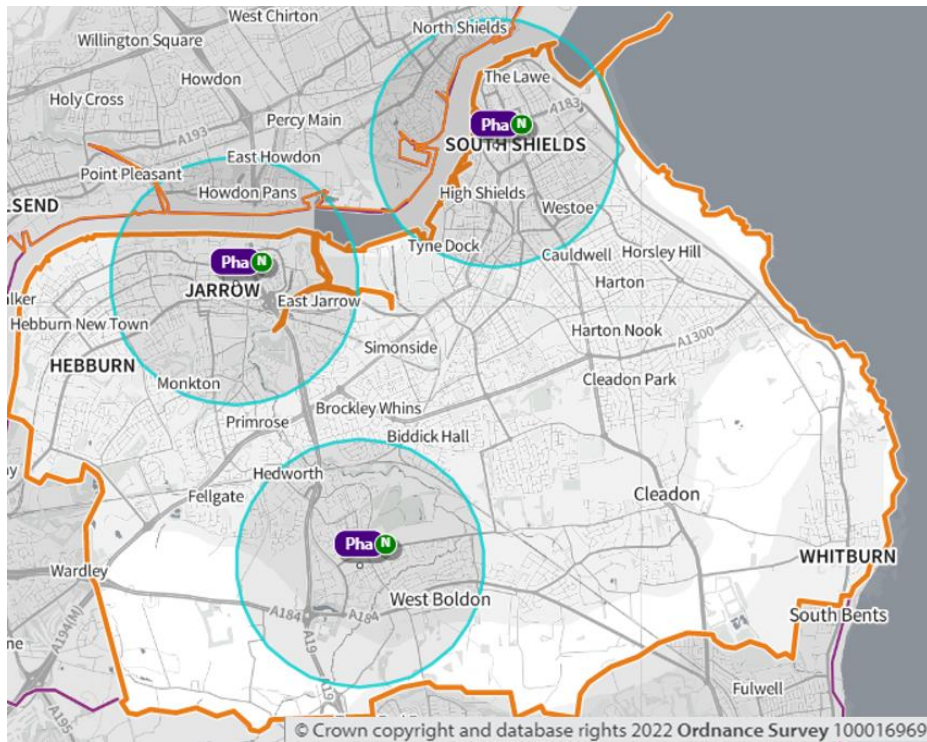 West Chirton
North Shields
Willington Square
Howdon
The Lawe
Holy Cross
A183
Percy Main
Pha N
A193
SOUTH SHIELDS
East Howdon
Point Pleasant
Howdon Pans
High Shields
LSEND
Westoe
Tyne Dock
Cauldwell
Horsley Hill
Pha N
JARROW
Harton
alker
East Jarrow
Hebburn New Town
Harton Nook
A1300
Simonside
HEBBURN
Cleadon Park
Monkton
Brockley Whins
Primrose
Biddick Hall
Hedworth
Fellgate
Cleadon
Pha N
WHITBURN
Wardley
West Boldon
A184
A184
South Bents
A194(M)
A19
ne
A19
Fulwell
A195
© Crown copyright and database rights 2022 Ordnance Survey 100016969